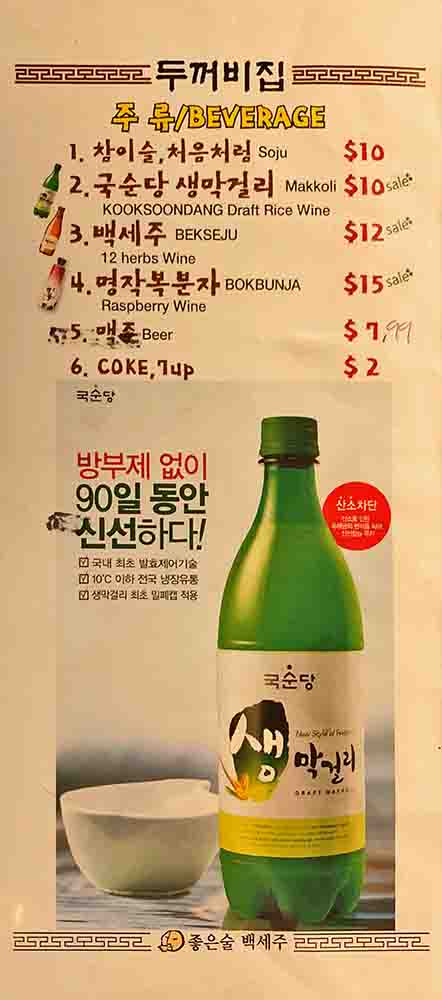 두꺼비집
주 류/BEVERAGE
1. 참이슬,처음처럼 Soju $10
2. 국순당 생막걸리 Makkoli $10 sale
KOOKSOONDANG Draft Rice Wine
3. 백세주 BEKSEJU $12 sale
12 herbs Wine
4. 명작복분자 BOKBUNJA $15 sale
Raspberry Wine
5. 맥주 Beer $ 1,99
6. COKE,7up $ 2
국순당
방부제 없이
90일 동안
신선하다!
산소차단
국내 최초 발효제어기술
10°C 이하 전국 냉장유통
생막걸리 최초 밀폐캡 적용
국순당
생
막걸리
DRAFT
좋은술 백세주